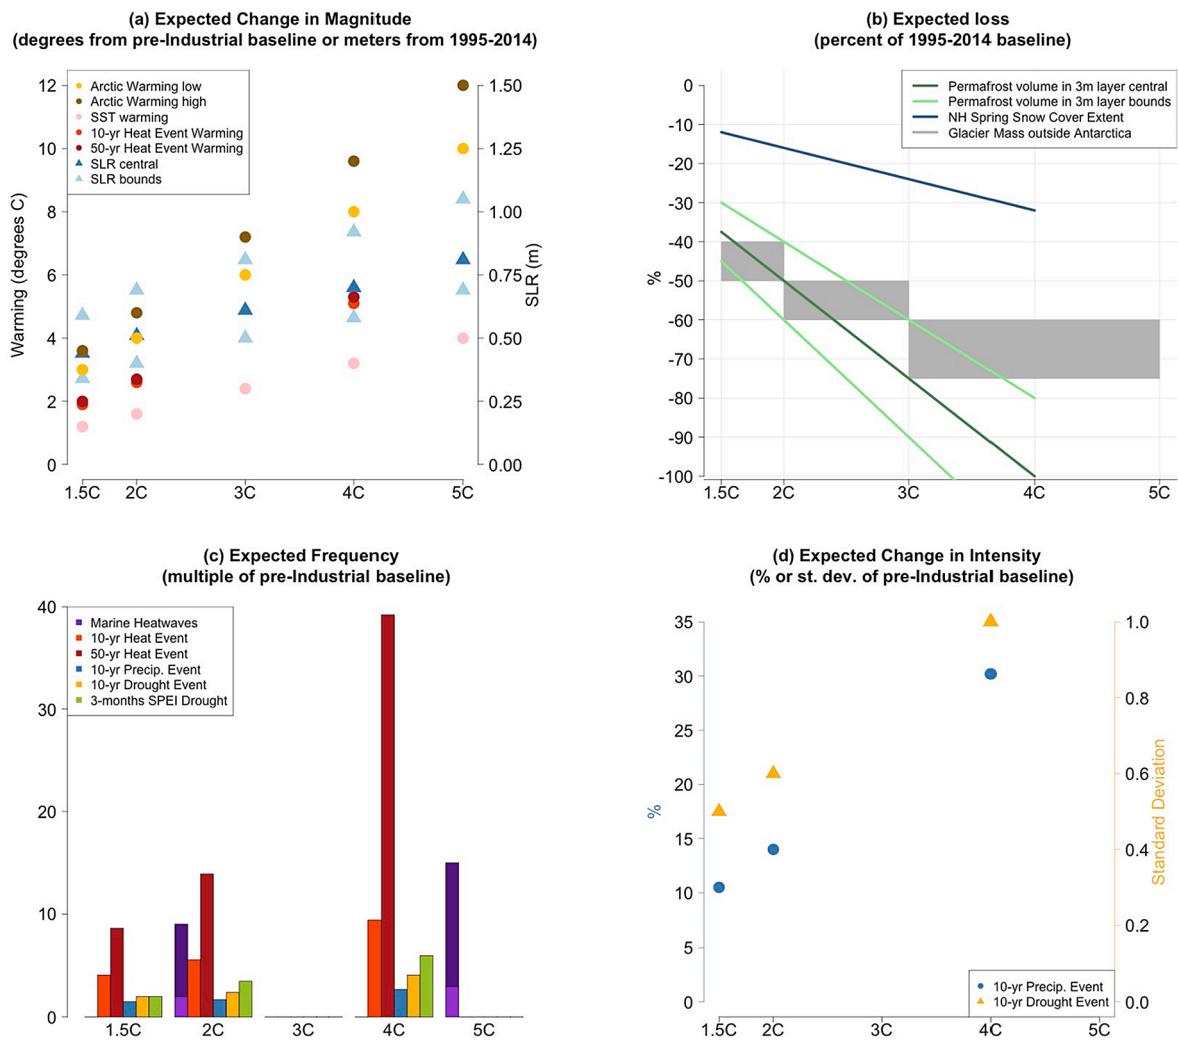 (a) Expected Change in Magnitude
(degrees from pre-Industrial baseline or meters from 1995-2014)
Arctic Warming low
Arctic Warming high
SST warming
10-yr Heat Event Warming
50-yr Heat Event Warming
SLR central
SLR bounds
Warming (degrees C)
12
10
8
6
4
2
0
1.50
1.25
1.00
0.75
0.50
0.25
0.00
SLR (m)
1.5C 2C 3C 4C 5C
(b) Expected loss
(percent of 1995-2014 baseline)
Permafrost volume in 3m layer central
Permafrost volume in 3m layer bounds
NH Spring Snow Cover Extent
Glacier Mass outside Antarctica
%
0
-10
-20
-30
-40
-50
-60
-70
-80
-90
-100
1.5C 2C 3C 4C 5C
(c) Expected Frequency
(multiple of pre-Industrial baseline)
Marine Heatwaves
10-yr Heat Event
50-yr Heat Event
10-yr Precip. Event
10-yr Drought Event
3-months SPEI Drought
40
30
20
10
0
1.5C 2C 3C 4C 5C
(d) Expected Change in Intensity
(% or st. dev. of pre-Industrial baseline)
%
35
30
25
20
15
10
5
0
1.0
0.8
0.6
0.4
0.2
0.0
Standard Deviation
10-yr Precip. Event
10-yr Drought Event
1.5C 2C 3C 4C 5C